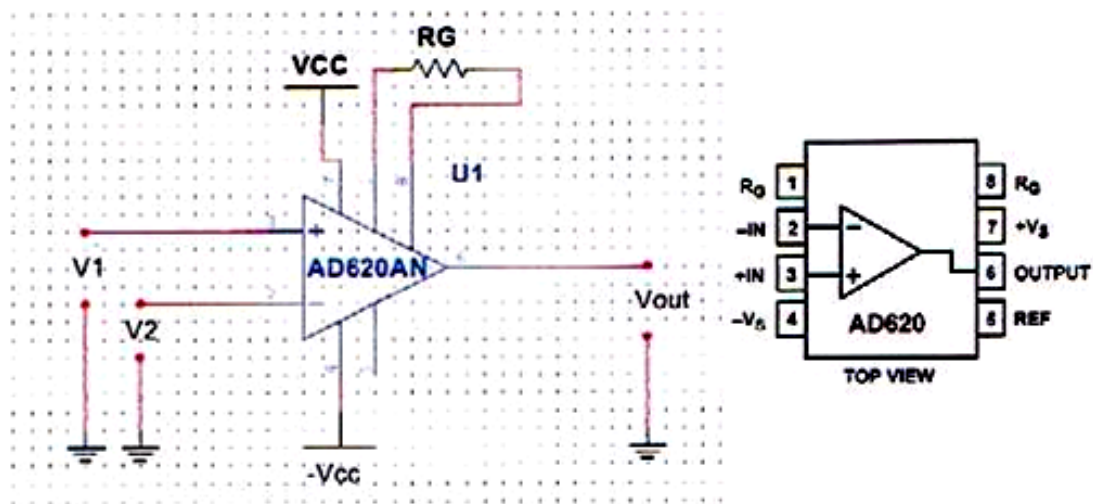 RG
VCC
U1
V1
AD620AN
V2
Vout
-Vcc
RG 1
8 RG
-IN 2
7 +VS
+IN 3
6 OUTPUT
-VS 4
5 REF
AD620
TOP VIEW